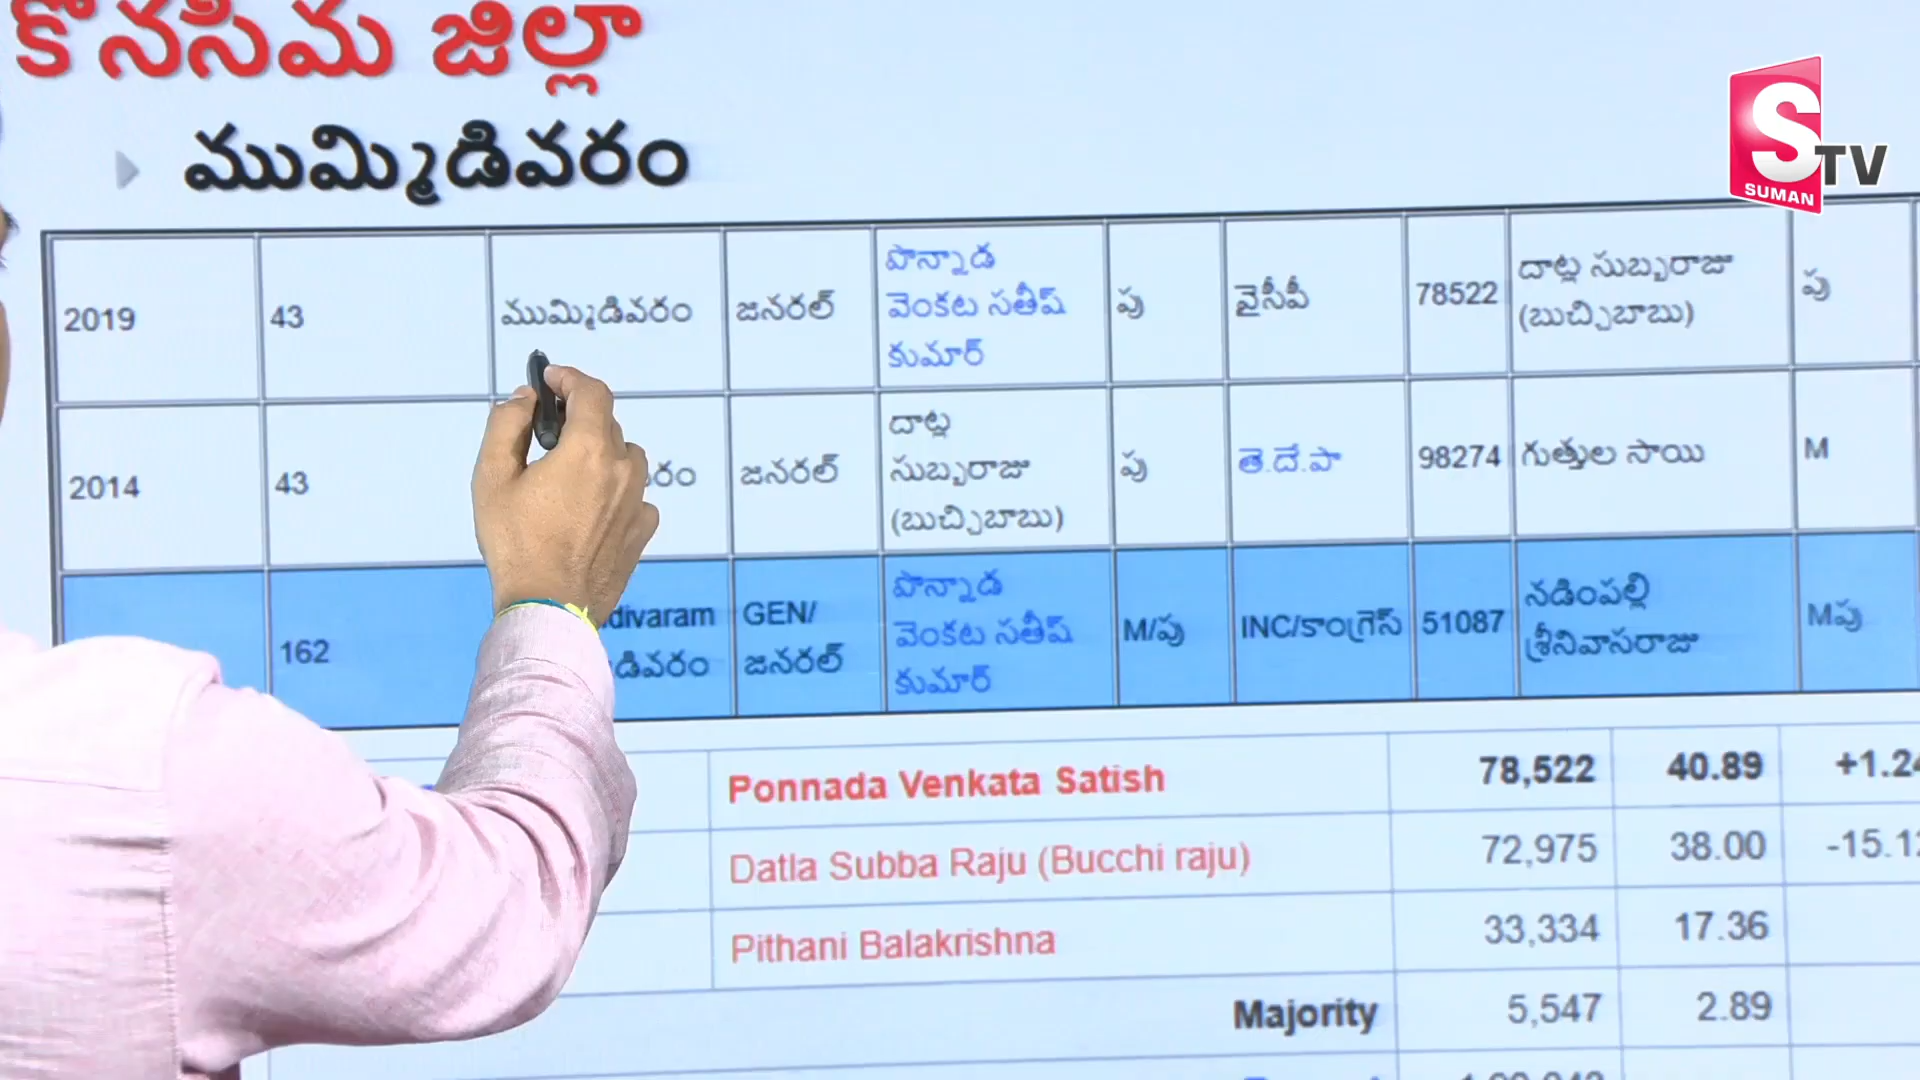 కోనసీమ జిల్లా
ముమ్మిడివరం
S TV
SUMAN
2019 43 ముమ్మిడివరం జనరల్ పొన్నాడ వెంకట సతీష్ కుమార్ పు వైసీపీ 78522 దాట్ల సుబ్బరాజు (బుచ్చిబాబు) పు
2014 43 జనరల్ దాట్ల సుబ్బరాజు (బుచ్చిబాబు) పు తె.దే.పా 98274 గుత్తుల సాయి M
162 GEN/జనరల్ పొన్నాడ వెంకట సతీష్ కుమార్ M/పు INC/కాంగ్రెస్ 51087 నడింపల్లి శ్రీనివాసరాజు Mపు
Ponnada Venkata Satish 78,522 40.89
Datla Subba Raju (Bucchi raju) 72,975 38.00
Pithani Balakrishna 33,334 17.36
Majority 5,547 2.89